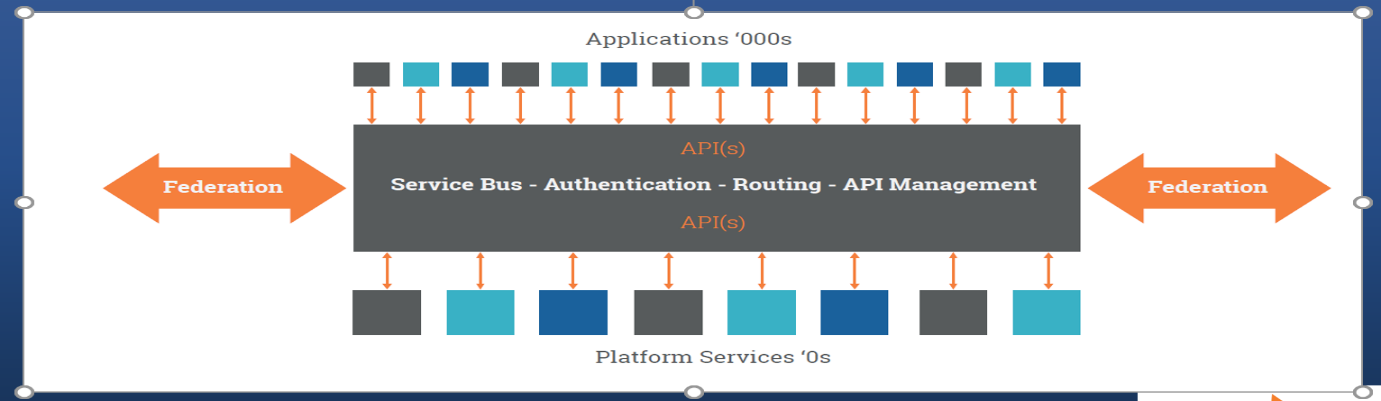 Applications ‘000s
API(s)
Federation
Service Bus - Authentication - Routing - API Management
Federation
API(s)
Platform Services ‘0s